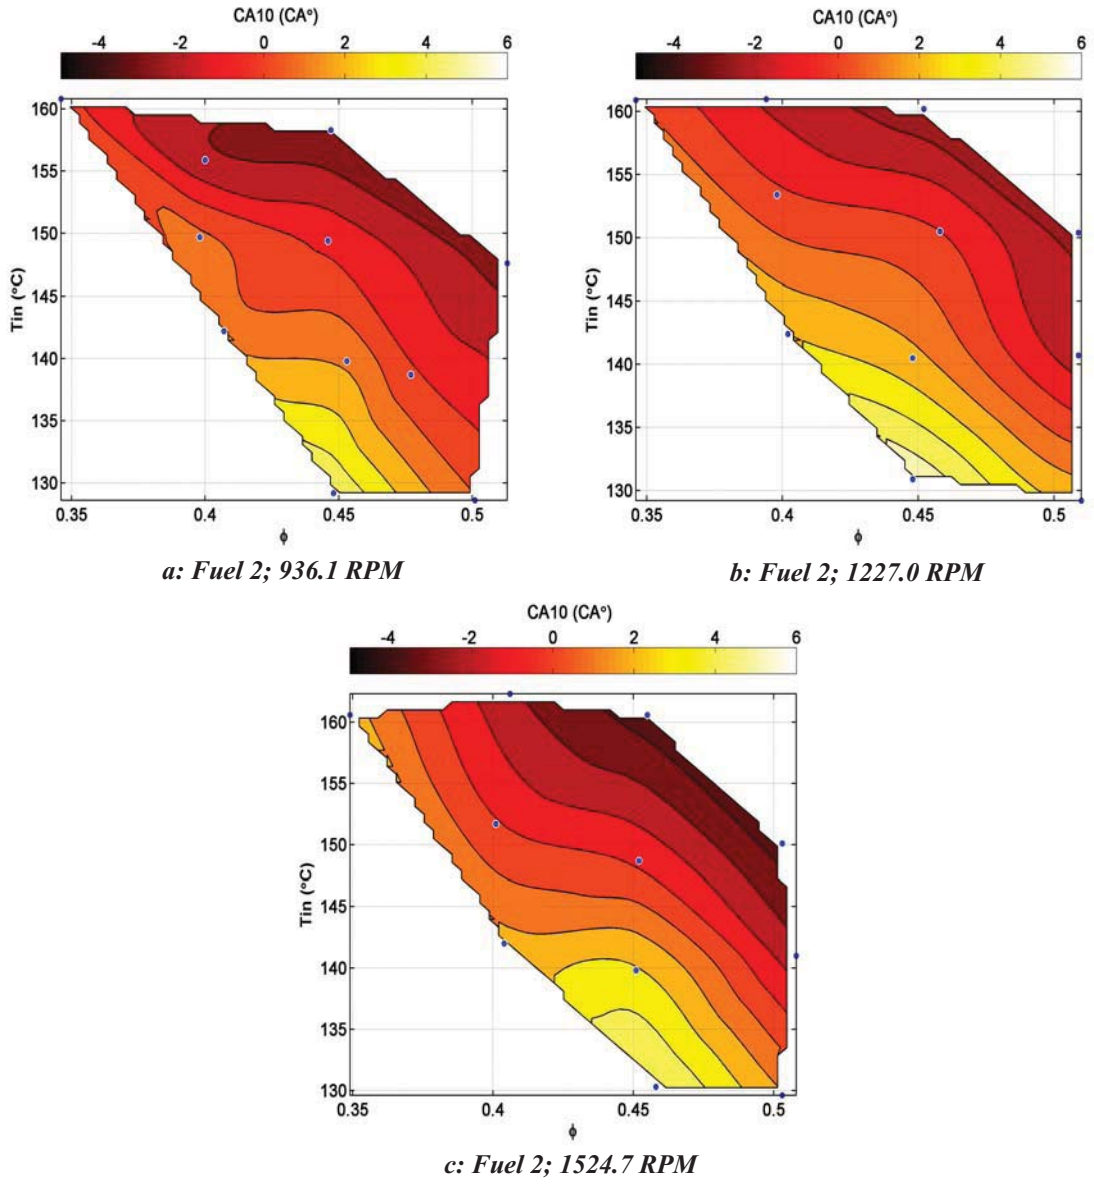 CA10 (CA°)
-4 -2 0 2 4 6
160
155
150
145
140
135
130
Tin (°C)
0.35 0.4 0.45 0.5
ϕ
a: Fuel 2; 936.1 RPM
CA10 (CA°)
-4 -2 0 2 4 6
160
155
150
145
140
135
130
Tin (°C)
0.35 0.4 0.45 0.5
ϕ
b: Fuel 2; 1227.0 RPM
CA10 (CA°)
-4 -2 0 2 4 6
160
155
150
145
140
135
130
Tin (°C)
0.35 0.4 0.45 0.5
ϕ
c: Fuel 2; 1524.7 RPM